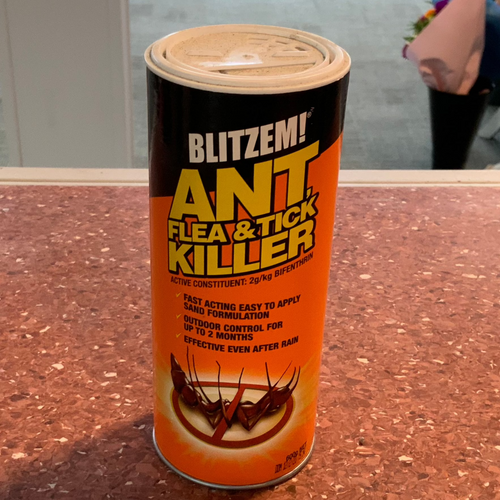 BLITZEM!
ANT,
FLEA & TICK
KILLER
ACTIVE CONSTITUENT: 2g/kg BIFENTHRIN
FAST ACTING EASY TO APPLY
SAND FORMULATION
OUTDOOR CONTROL FOR
UP TO 2 MONTHS
EFFECTIVE EVEN AFTER RAIN